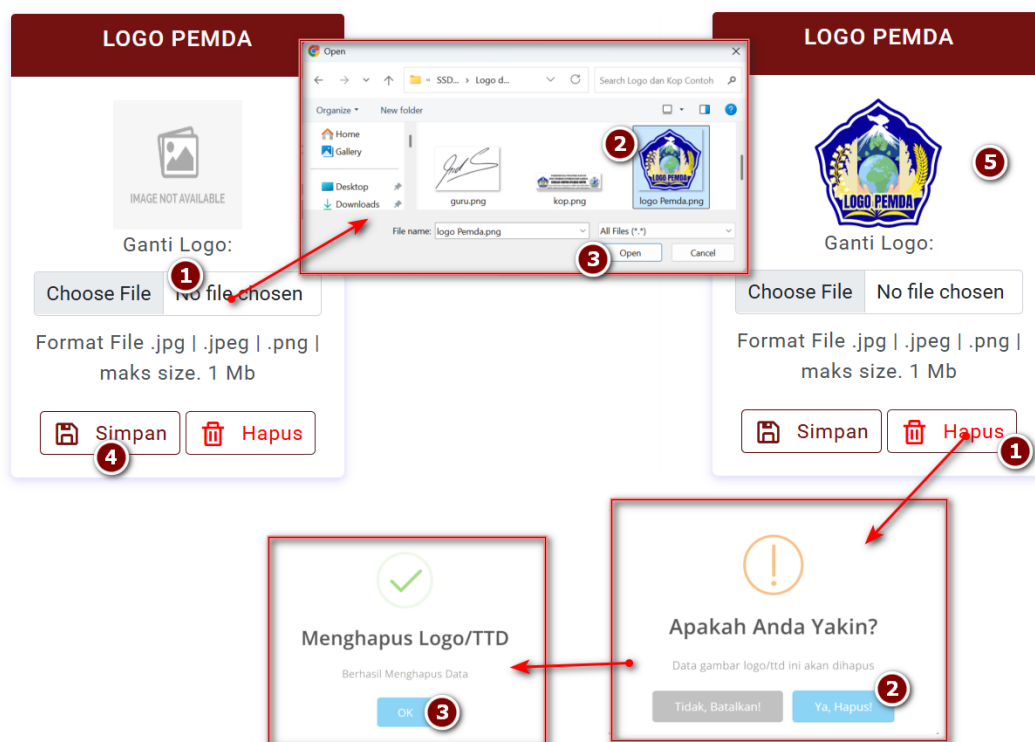 LOGO PEMDA
IMAGE NOT AVAILABLE
Ganti Logo:
1
Choose File No file chosen
Format File .jpg | .jpeg | .png |
maks size. 1 Mb
Simpan Hapus
4
Open
SSD... › Logo d...
Search Logo dan Kop Contoh
Organize
New folder
Home
Gallery
Desktop
Downloads
2
guru.png
kop.png
LOGO PEMDA
logo Pemda.png
File name: logo Pemda.png
All Files (*.*)
3
Open Cancel
LOGO PEMDA
LOGO PEMDA
5
Ganti Logo:
Choose File No file chosen
Format File .jpg | .jpeg | .png |
maks size. 1 Mb
Simpan Hapus
1
Apakah Anda Yakin?
Data gambar logo/ttd ini akan dihapus
2
Tidak, Batalkan! Ya, Hapus!
Menghapus Logo/TTD
Berhasil Menghapus Data
OK 3